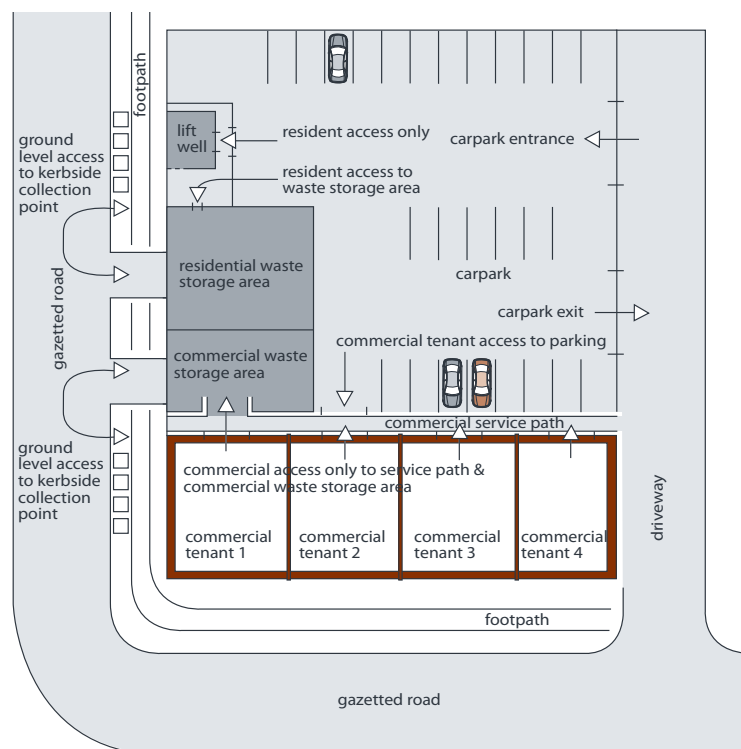 footpath
ground
level access
to kerbside
collection
point
lift
well
resident access only
carpark entrance
resident access to
waste storage area
residential waste
storage area
carpark
gazetted road
carpark exit
commercial tenant access to parking
commercial waste
storage area
commercial service path
ground
level access
to kerbside
collection
point
commercial access only to service path &
commercial waste storage area
commercial
tenant 1
commercial
tenant 2
commercial
tenant 3
commercial
tenant 4
driveway
footpath
gazetted road